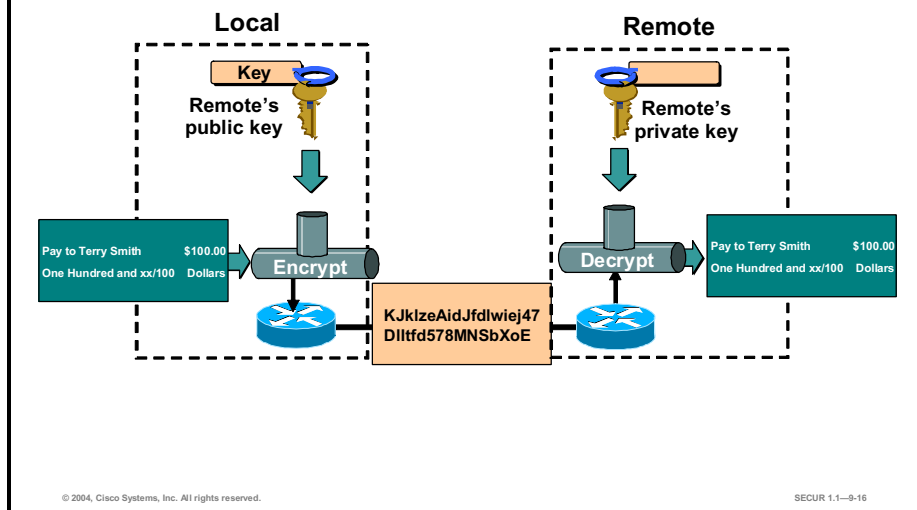 Local
Remote
Key
Remote's
public key
Remote's
private key
Pay to Terry Smith $100.00
One Hundred and xx/100 Dollars
Encrypt
Decrypt
Pay to Terry Smith $100.00
One Hundred and xx/100 Dollars
KJklzeAidJfdlwiej47
DlItfd578MNSbXoE
© 2004, Cisco Systems, Inc. All rights reserved.
SECUR 1.1—9-16